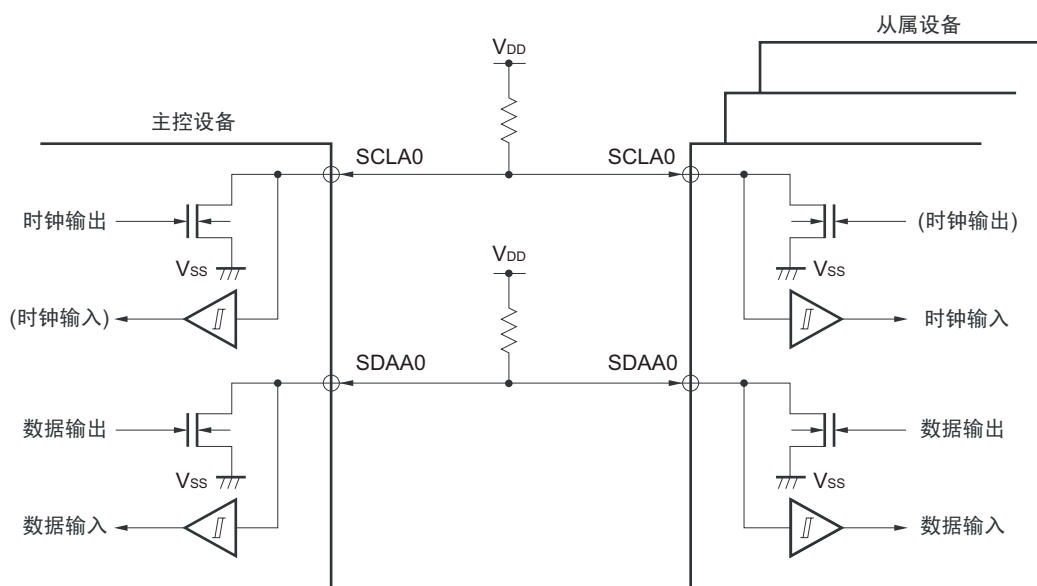 从属设备
VDD
主控设备
SCLA0
SCLA0
时钟输出
(时钟输出)
VSS
VSS
VDD
(时钟输入)
时钟输入
SDAA0
SDAA0
数据输出
数据输出
VSS
VSS
数据输入
数据输入